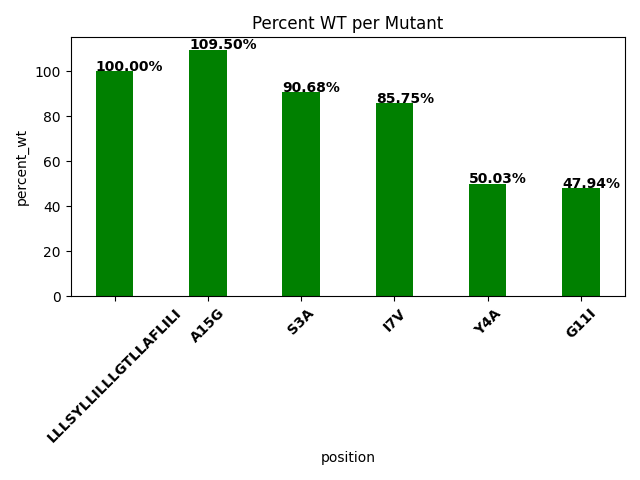 Percent WT per Mutant
percent_wt
100
80
60
40
20
0
100.00%
109.50%
90.68%
85.75%
50.03%
47.94%
LLLSYLLILLLGTLLAFLILI
A15G
S3A
I7V
Y4A
G11I
position